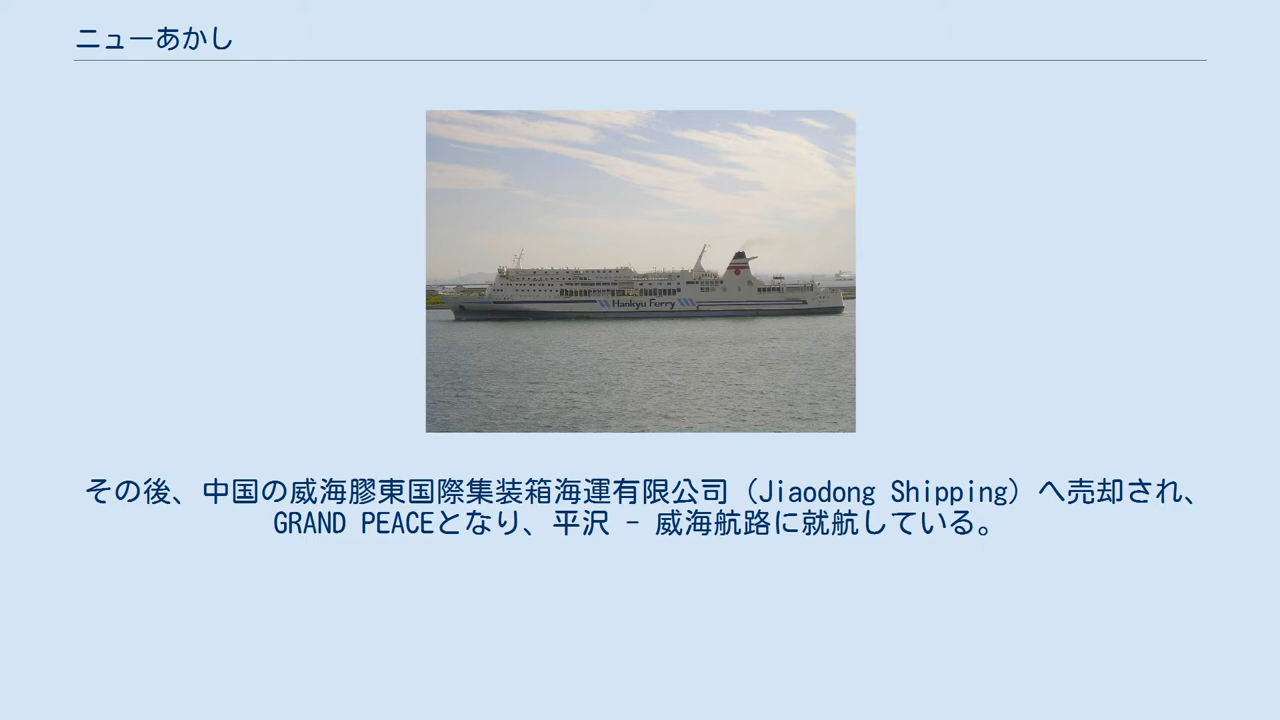 ニューあかし
Hankyu Ferry
その後、中国の威海膠東国際集装箱海運有限公司（Jiaodong Shipping）へ売却され、
GRAND PEACEとなり、平沢 - 威海航路に就航している。